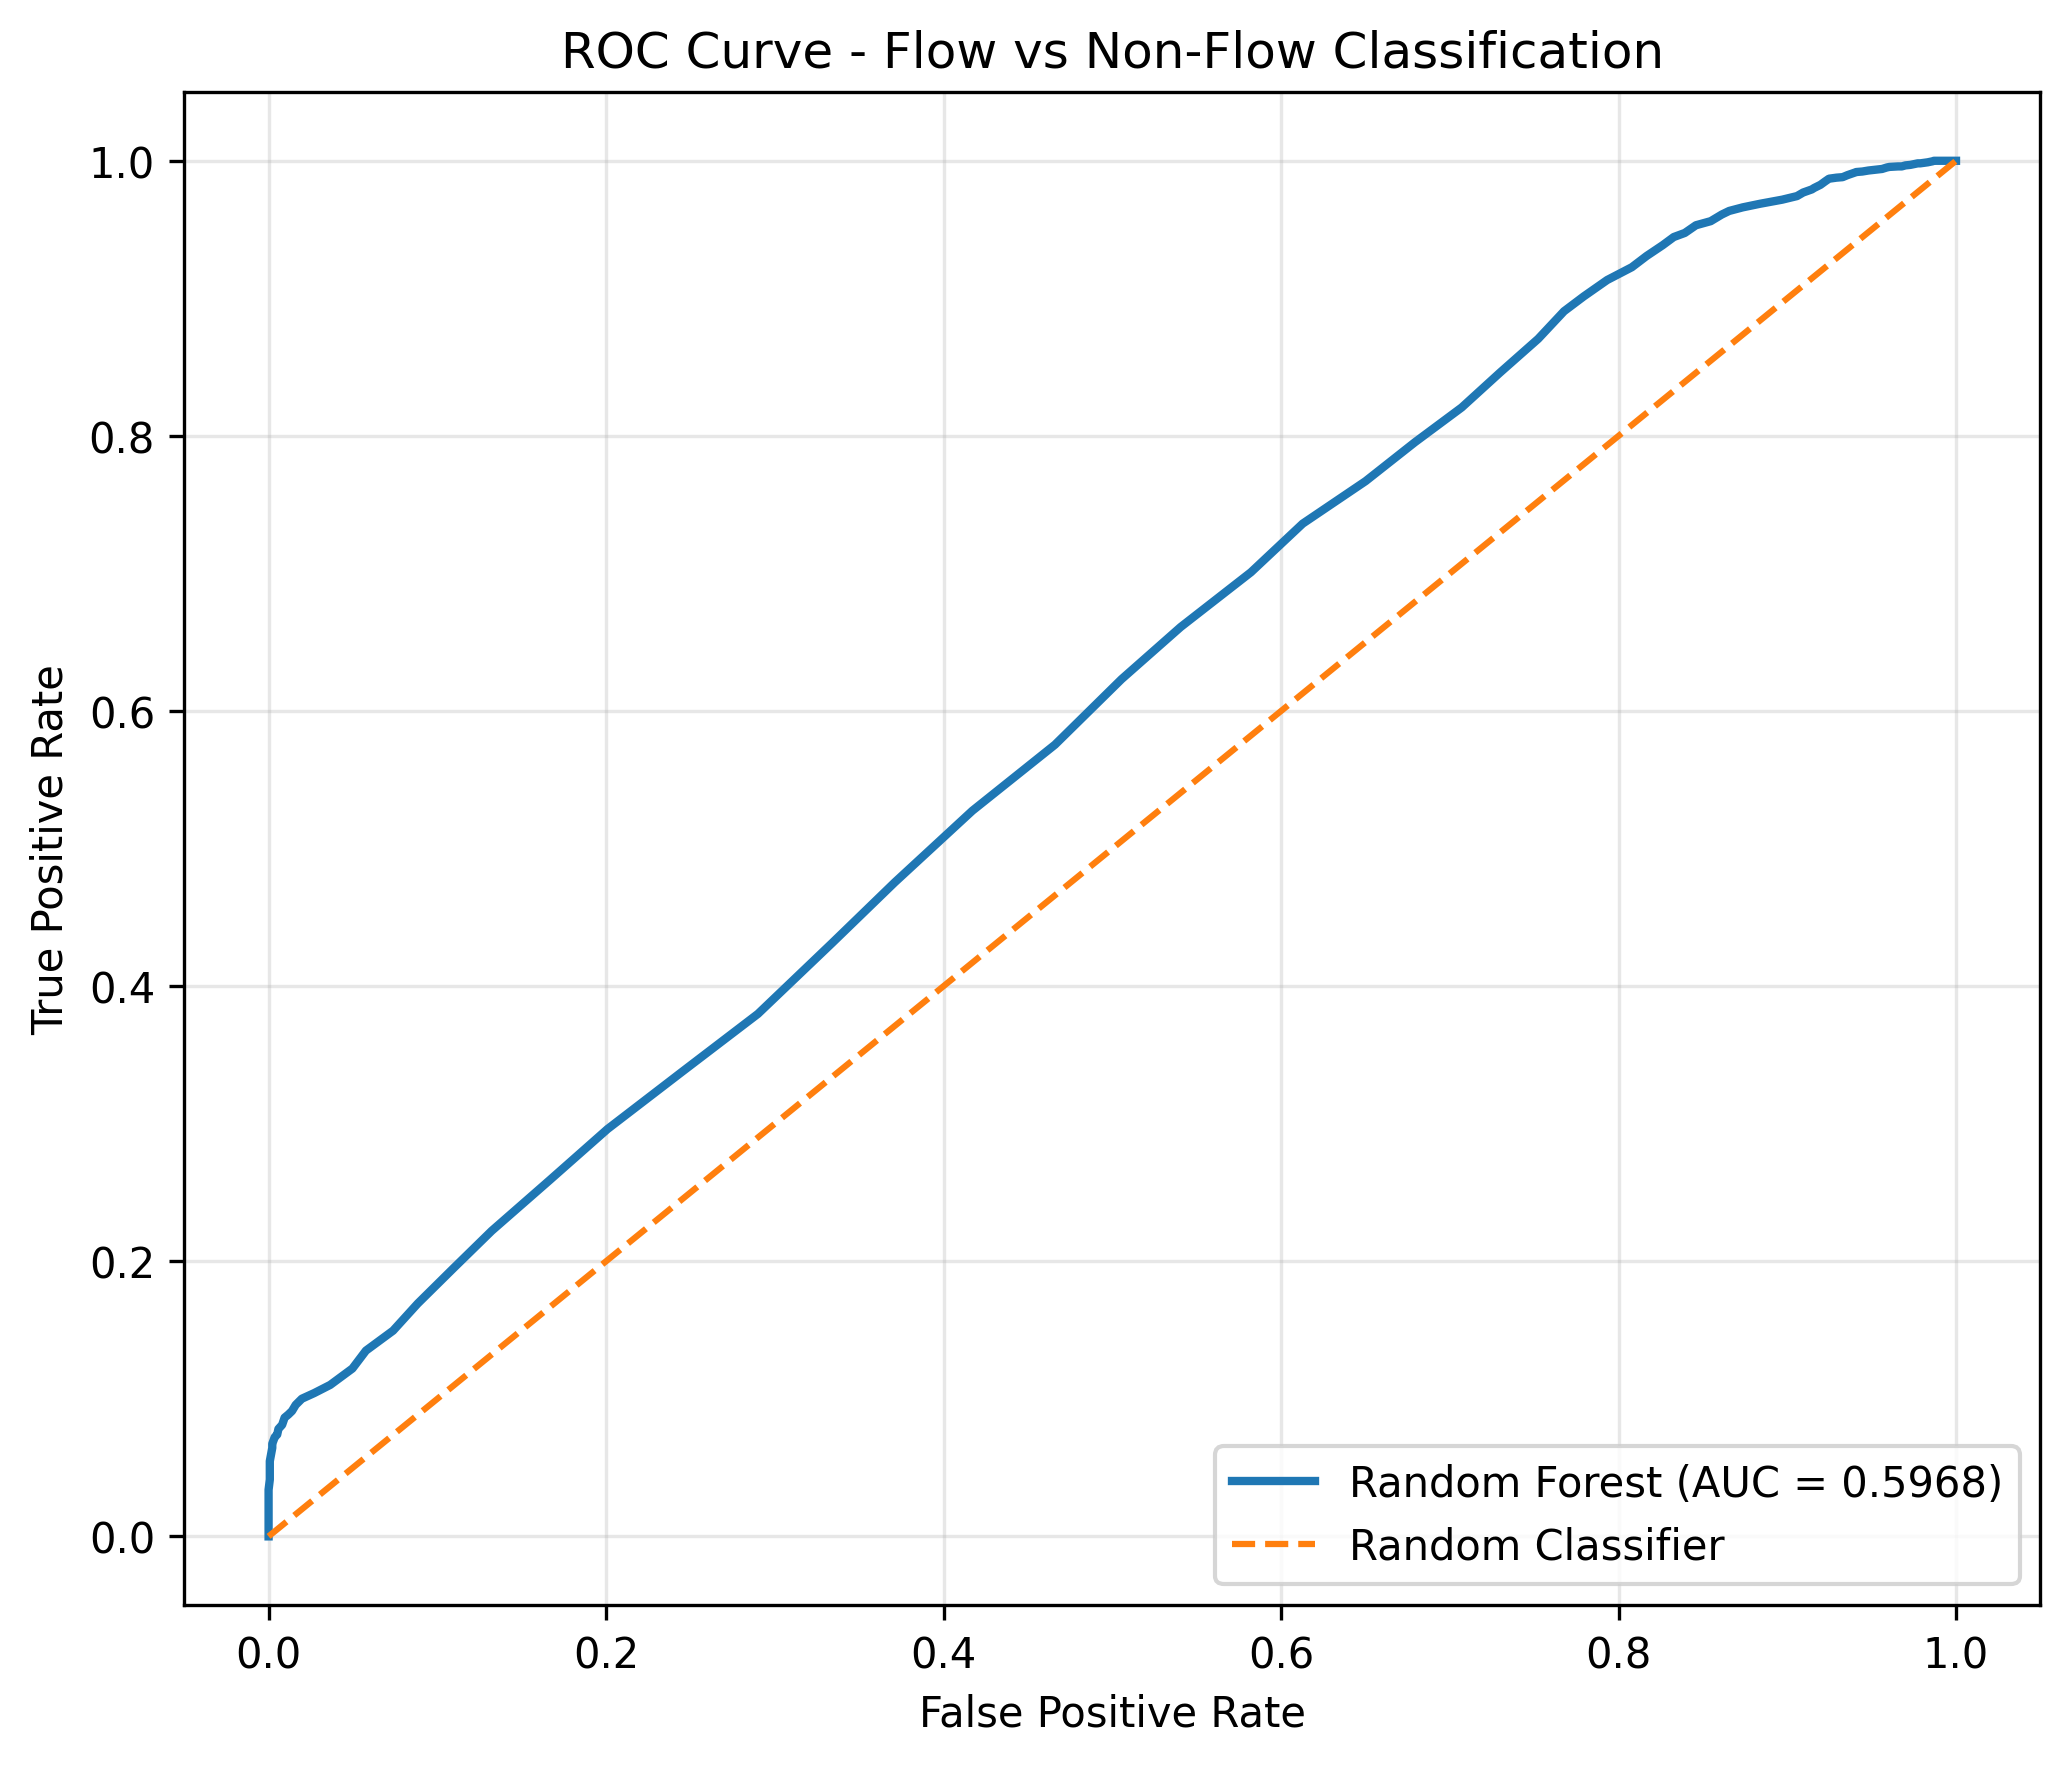 ROC Curve - Flow vs Non-Flow Classification
True Positive Rate
1.0
0.8
0.6
0.4
0.2
0.0
Random Forest (AUC = 0.5968)
Random Classifier
0.0 0.2 0.4 0.6 0.8 1.0
False Positive Rate